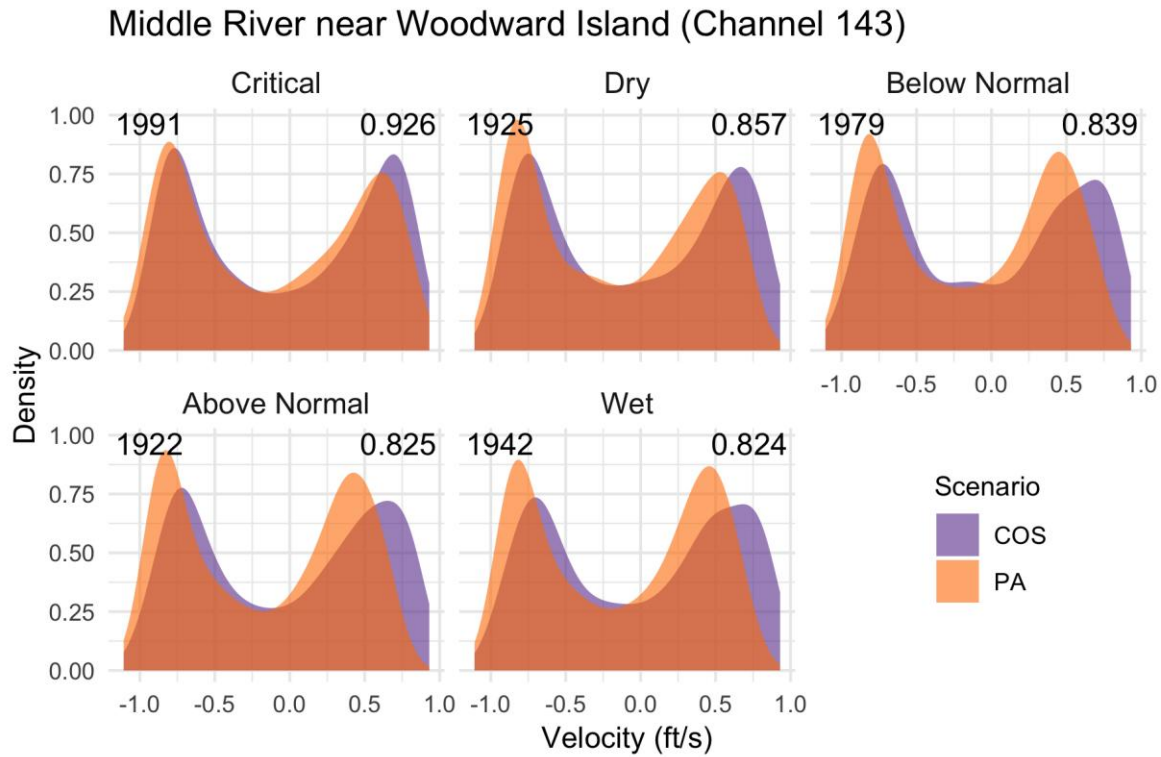 Middle River near Woodward Island (Channel 143)
Critical
Dry
Below Normal
1991 0.926
1925 0.857
1979 0.839
1.00
0.75
0.50
0.25
0.00
-1.0 -0.5 0.0 0.5 1.0
Above Normal
Wet
1922 0.825
1942 0.824
1.00
0.75
0.50
0.25
0.00
-1.0 -0.5 0.0 0.5 1.0
-1.0 -0.5 0.0 0.5 1.0
Density
Velocity (ft/s)
Scenario
COS
PA